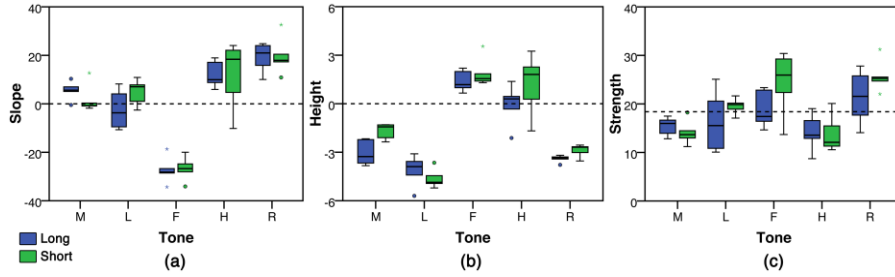 40
20
0
-20
-40
Slope
M L F H R
Tone
(a)
6
3
0
-3
-6
Height
M L F H R
Tone
(b)
40
30
20
10
0
Strength
M L F H R
Tone
(c)
Long
Short